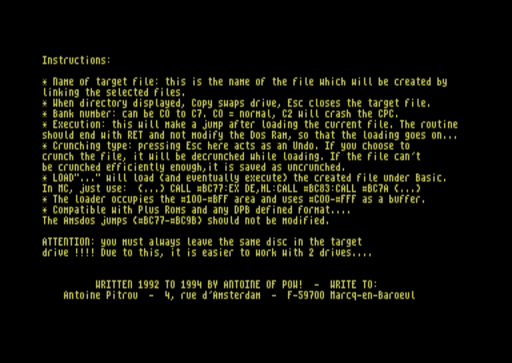 Instructions:
* Name of target file: this is the name of the file which will be created by
linking the selected files.
* When directory displayed, Copy swaps drive, Esc closes the target file.
* Bank number: can be C0 to C7. C0 = normal, C2 will crash the CPC.
* Execution: this will make a jump after loading the current file. The routine
should end with RET and not modify the Dos Ram, so that the loading goes on...
* Crunching type: pressing Esc here acts as an Undo. If you choose to
crunch the file, it will be decrunched while loading. If the file can't
be crunched efficiently enough,it is saved as uncrunched.
* LOAD"..." will load (and eventually execute) the created file under Basic.
In MC, just use: (...) CALL ¤BC77:EX DE,HL:CALL ¤BC83:CALL ¤BC7A (...)
* The loader occupies the ¤100-¤BFF area and uses ¤C00-¤FFF as a buffer.
* Compatible with Plus Roms and any DPB defined format....
The Amsdos jumps (¤BC77-¤BC9B) should not be modified.
ATTENTION: you must always leave the same disc in the target
drive !!!! Due to this, it is easier to work with 2 drives....
WRITTEN 1992 TO 1994 BY ANTOINE OF POW! - WRITE TO:
Antoine Pitrou - 4, rue d'Amsterdam - F-59700 Marcq-en-Baroeul